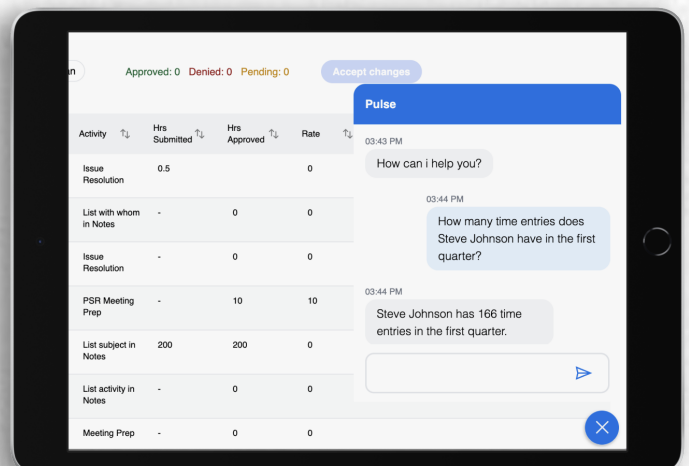 an
Approved: 0 Denied: 0 Pending: 0
Accept changes
Activity
Hrs
Submitted
Hrs
Approved
Rate
Issue
Resolution
0.5
0
List with whom
in Notes
-
0
0
Issue
Resolution
-
0
0
PSR Meeting
Prep
-
10
10
List subject in
Notes
200
200
0
List activity in
Notes
-
0
0
Meeting Prep
-
0
0
Pulse
03:43 PM
How can i help you?
03:44 PM
How many time entries does
Steve Johnson have in the first
quarter?
03:44 PM
Steve Johnson has 166 time
entries in the first quarter.